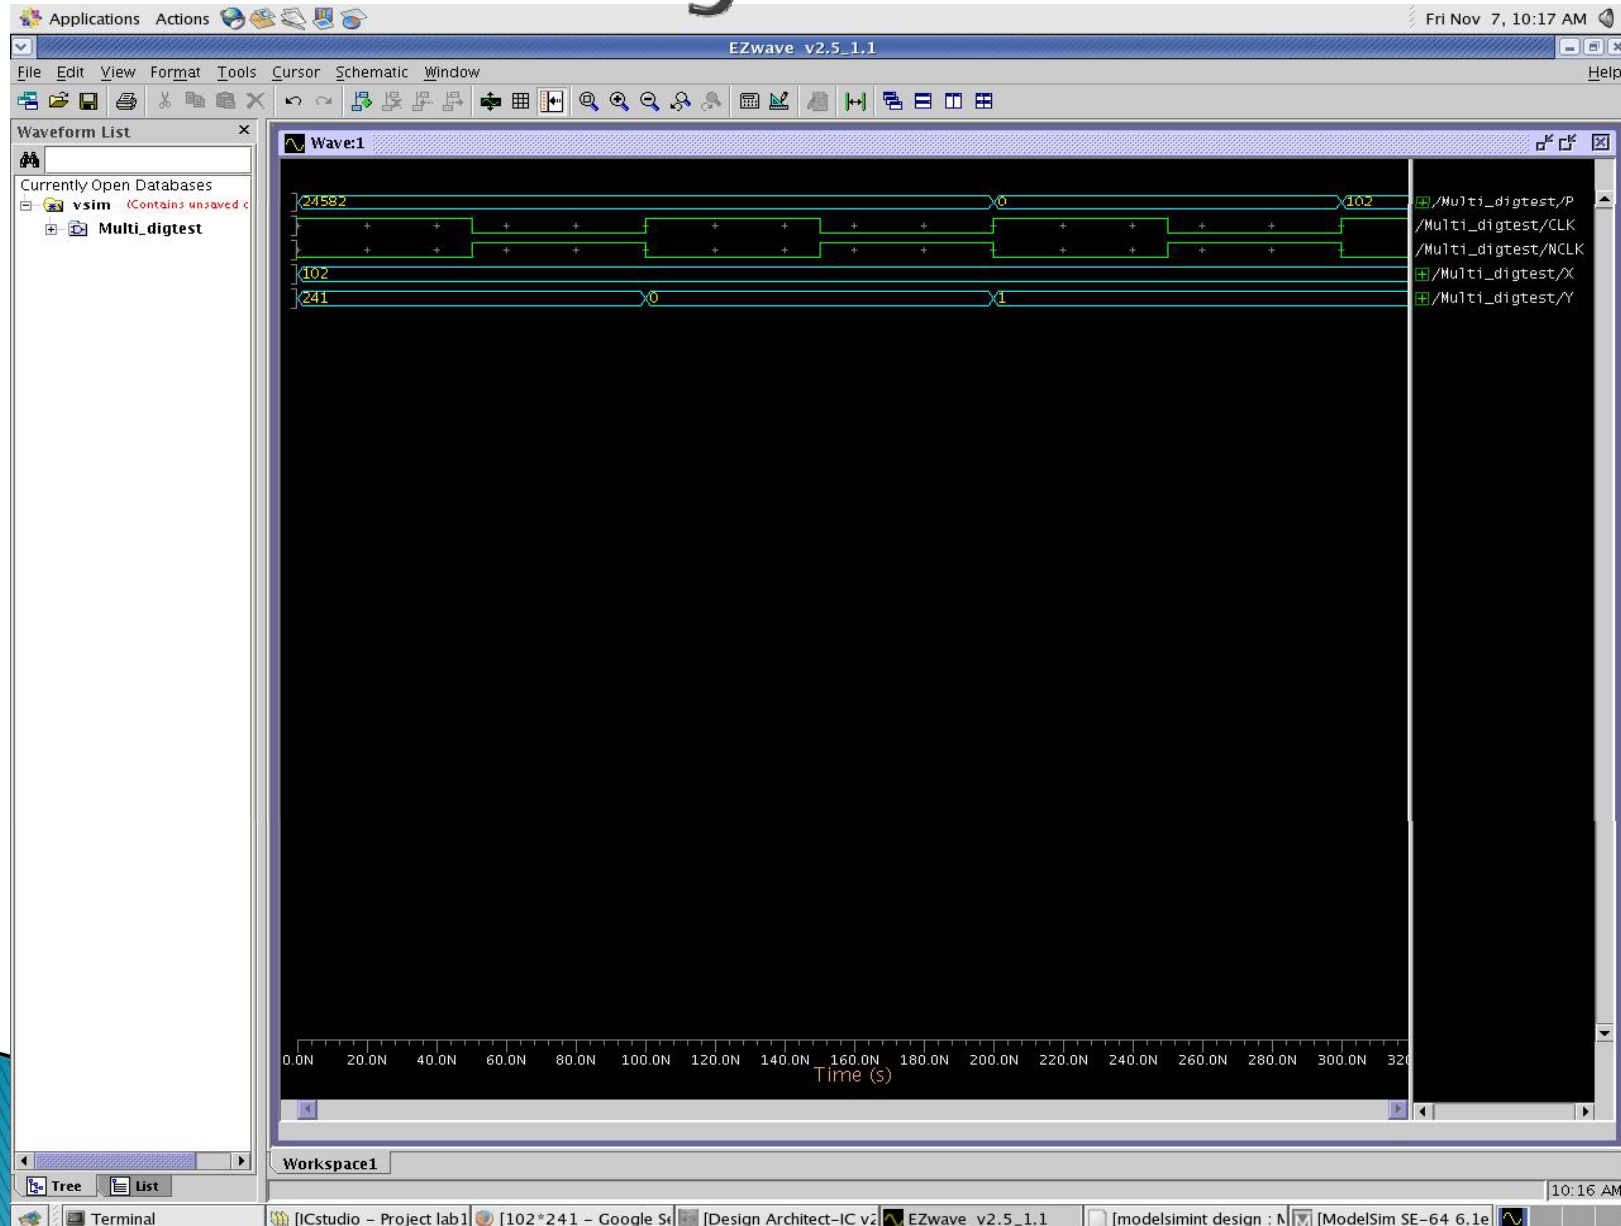 Applications Actions Fri Nov 7, 10:17 AM
EZwave v2.5_1.1
File Edit View Format Tools Cursor Schematic Window Help
Waveform List
Wave:1
Currently Open Databases
vsim (Contains unsaved c
Multi_digtest
24582 0 102 /Multi_digtest/P
/Multi_digtest/CLK
/Multi_digtest/NCLK
102 /Multi_digtest/X
241 0 1 /Multi_digtest/Y
0.0N 20.0N 40.0N 60.0N 80.0N 100.0N 120.0N 140.0N 160.0N 180.0N 200.0N 220.0N 240.0N 260.0N 280.0N 300.0N 320
Time (s)
Workspace1
Tree List
10:16 AM
Terminal [ICstudio - Project lab1 [102*241 - Google Se [Design Architect-IC v2 EZwave v2.5_1.1 [modelsimint design : M [ModelSim SE-64 6.1e